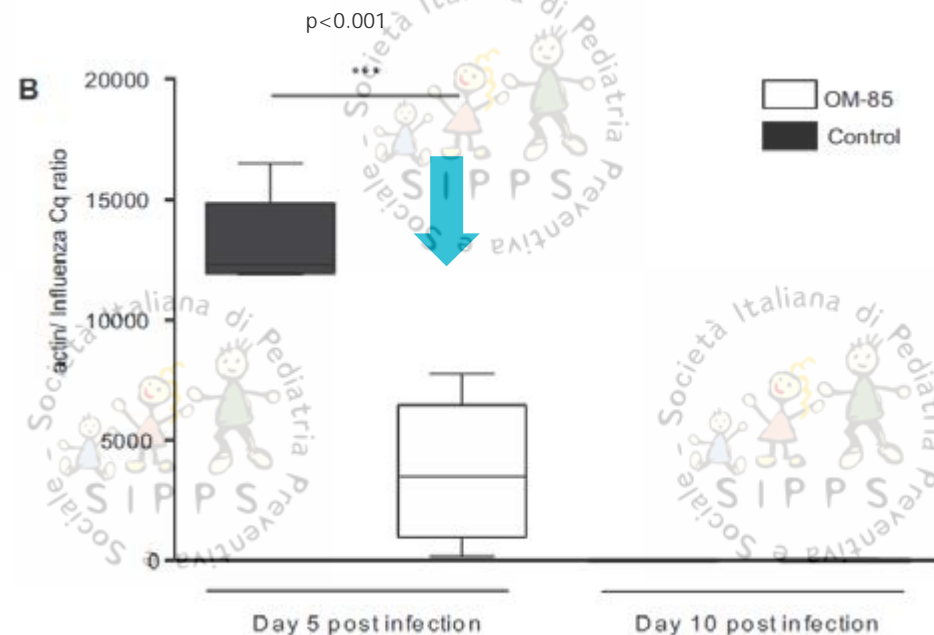 p<0.001
B
***
20000
15000
10000
5000
0
actin/ Influenza Cq ratio
OM-85
Control
Day 5 post infection
Day 10 post infection
Società Italiana di Pediatria Preventiva e Sociale
SIPPS
Società Italiana di Pediatria Preventiva e Sociale
SIPPS
Società Italiana di Pediatria Preventiva e Sociale
SIPPS